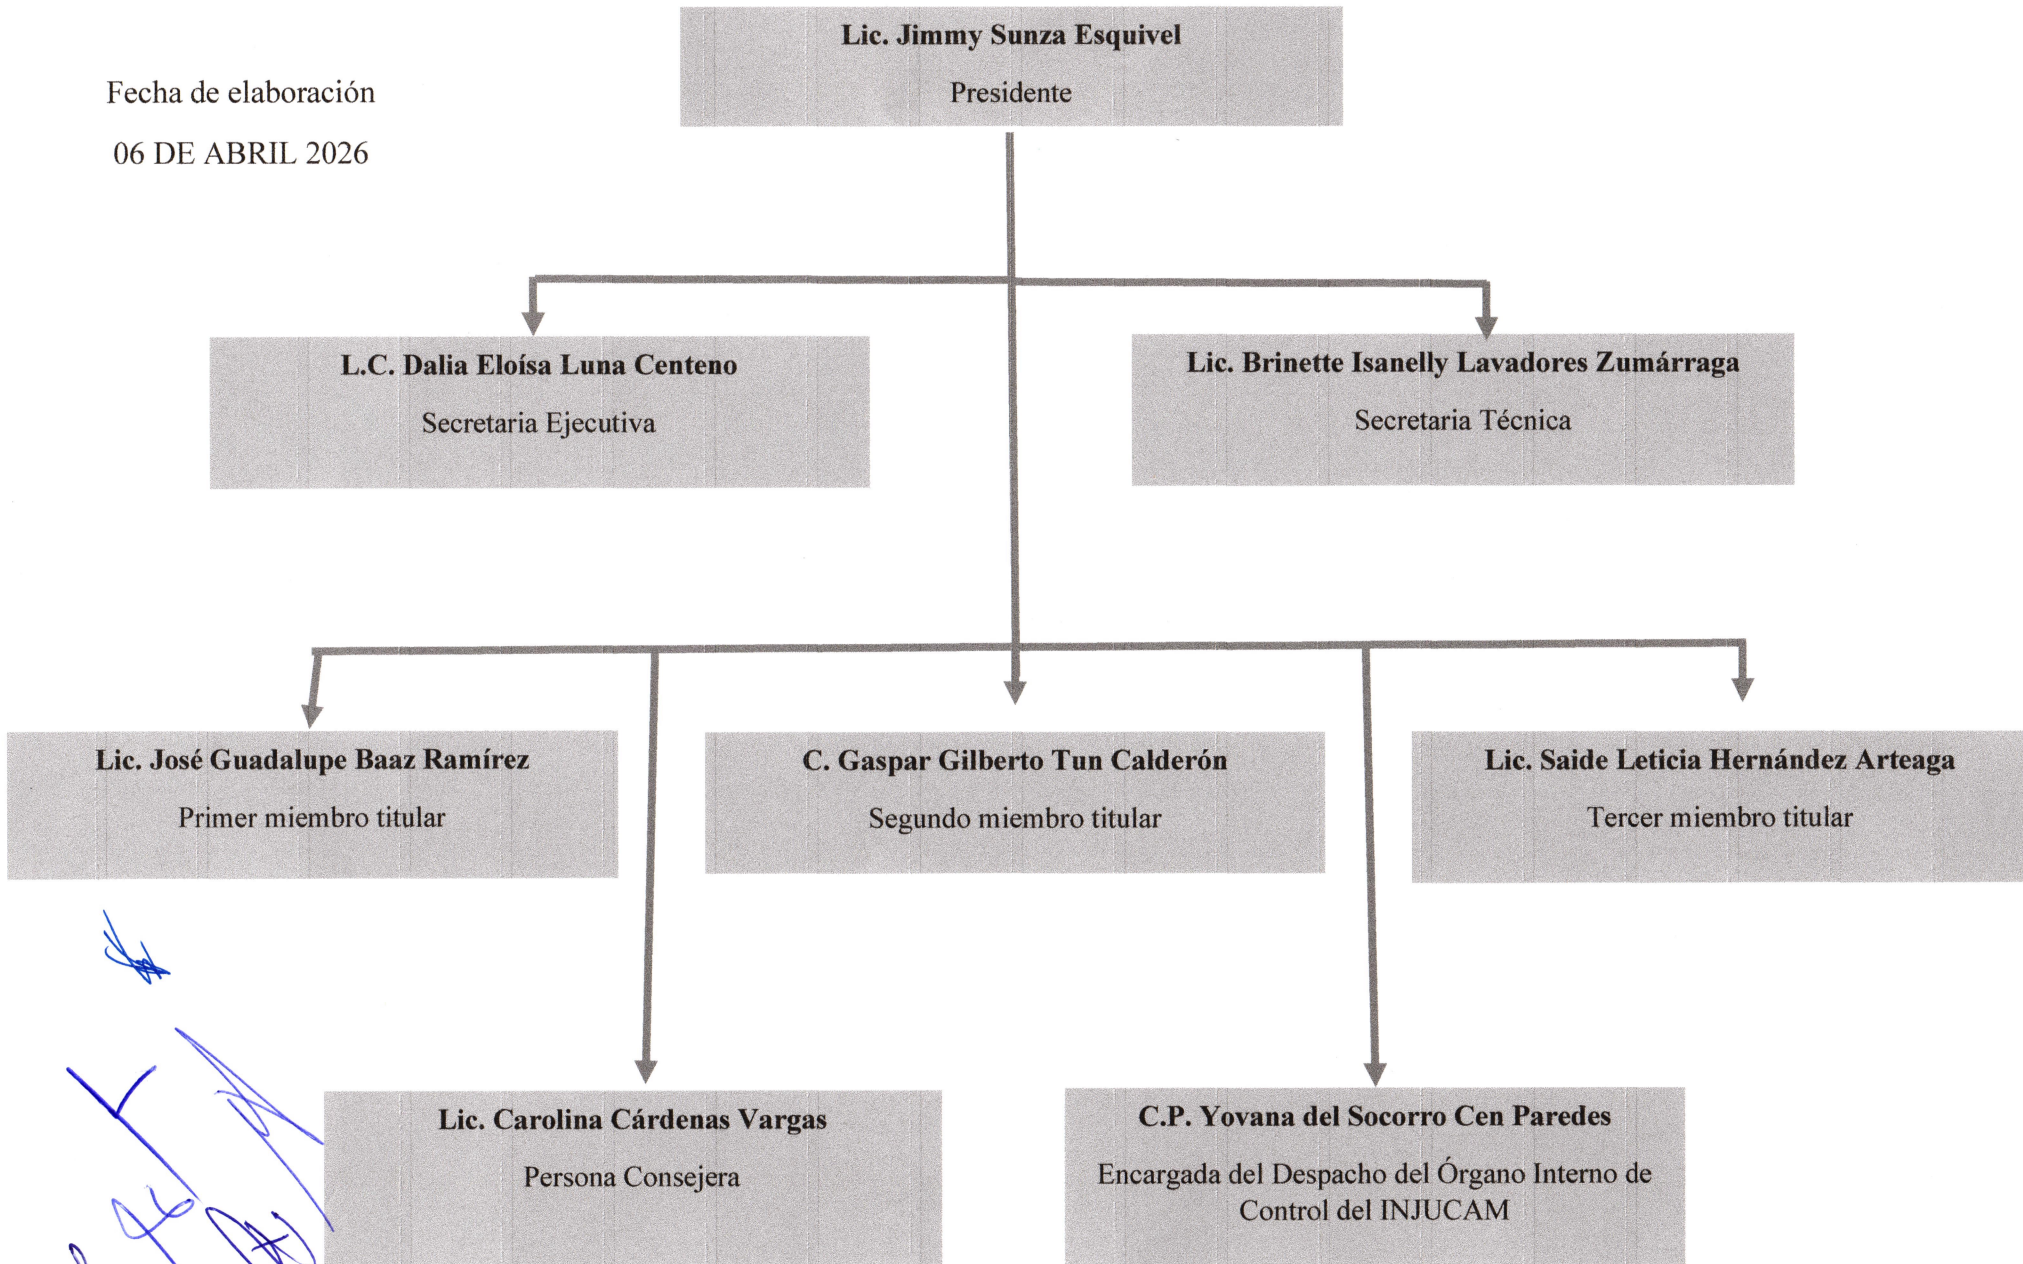 Lic. Jimmy Sunza Esquivel
Presidente
Fecha de elaboración
06 DE ABRIL 2026
L.C. Dalia Eloísa Luna Centeno
Secretaria Ejecutiva
Lic. Brinette Isanelly Lavadores Zumárraga
Secretaria Técnica
Lic. José Guadalupe Baaz Ramírez
Primer miembro titular
C. Gaspar Gilberto Tun Calderón
Segundo miembro titular
Lic. Saide Leticia Hernández Arteaga
Tercer miembro titular
Lic. Carolina Cárdenas Vargas
Persona Consejera
C.P. Yovana del Socorro Cen Paredes
Encargada del Despacho del Órgano Interno de
Control del INJUCAM